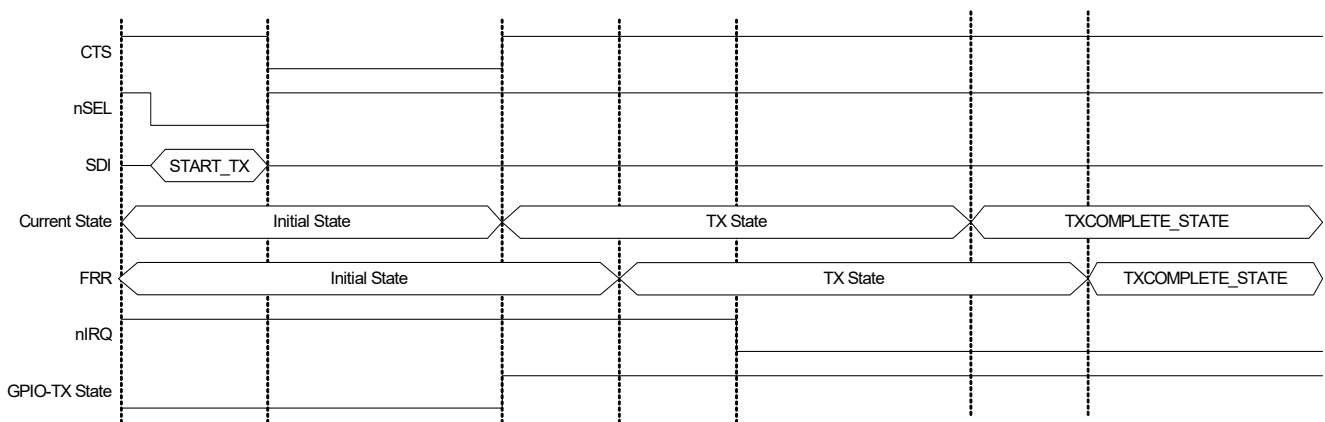 CTS
nSEL
SDI START_TX
Current State Initial State TX State TXCOMPLETE_STATE
FRR Initial State TX State TXCOMPLETE_STATE
nIRQ
GPIO-TX State